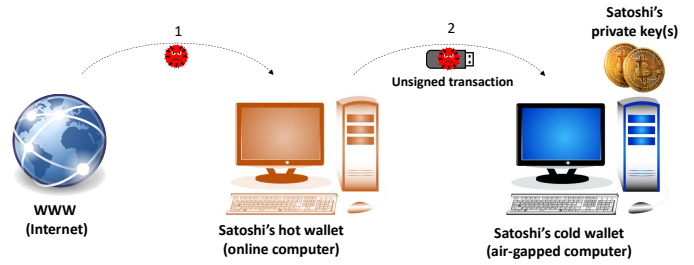 1
2
Satoshi's
private key(s)
Unsigned transaction
WWW
(Internet)
Satoshi's hot wallet
(online computer)
Satoshi's cold wallet
(air-gapped computer)